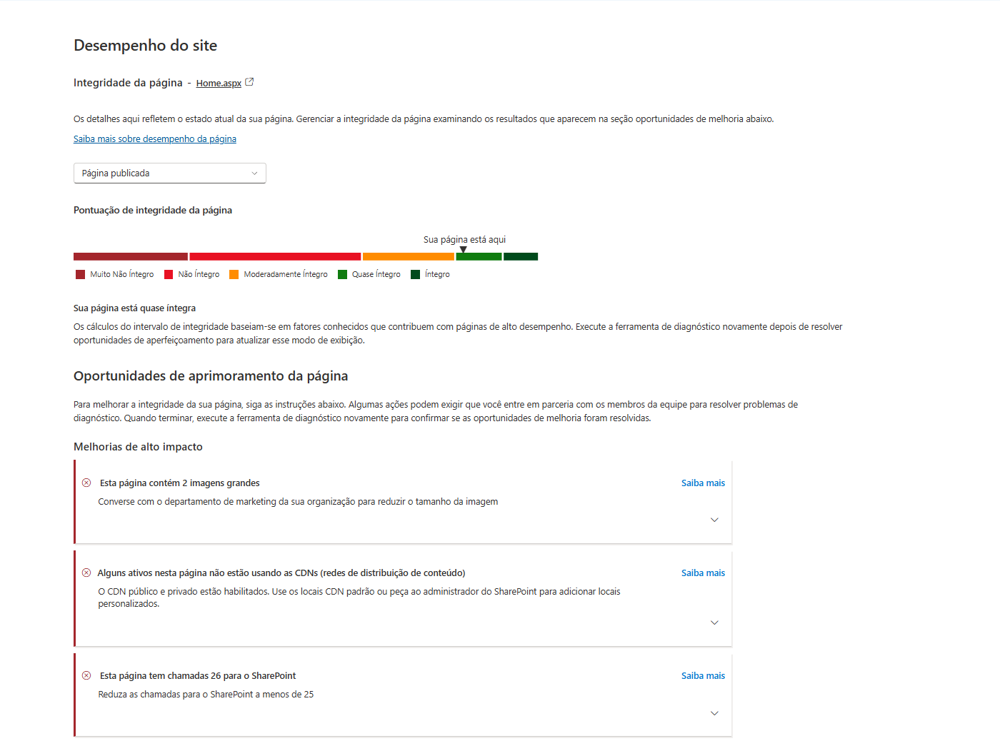 Desempenho do site
Integridade da página - Home.aspx
Os detalhes aqui refletem o estado atual da sua página. Gerenciar a integridade da página examinando os resultados que aparecem na seção oportunidades de melhoria abaixo.
Saiba mais sobre desempenho da página
Página publicada
Pontuação de integridade da página
Sua página está aqui
Muito Não Íntegro Não Íntegro Moderadamente Íntegro Quase Íntegro Íntegro
Sua página está quase íntegra
Os cálculos do intervalo de integridade baseiam-se em fatores conhecidos que contribuem com páginas de alto desempenho. Execute a ferramenta de diagnóstico novamente depois de resolver
oportunidades de aperfeiçoamento para atualizar esse modo de exibição.
Oportunidades de aprimoramento da página
Para melhorar a integridade da sua página, siga as instruções abaixo. Algumas ações podem exigir que você entre em parceria com os membros da equipe para resolver problemas de
diagnóstico. Quando terminar, execute a ferramenta de diagnóstico novamente para confirmar se as oportunidades de melhoria foram resolvidas.
Melhorias de alto impacto
Esta página contém 2 imagens grandes Saiba mais
Converse com o departamento de marketing da sua organização para reduzir o tamanho da imagem
Alguns ativos nesta página não estão usando as CDNs (redes de distribuição de conteúdo) Saiba mais
O CDN público e privado estão habilitados. Use os locais CDN padrão ou peça ao administrador do SharePoint para adicionar locais
personalizados.
Esta página tem chamadas 26 para o SharePoint Saiba mais
Reduza as chamadas para o SharePoint a menos de 25